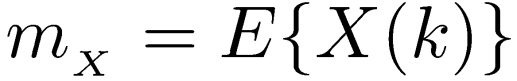 m_X = E{X(k)}